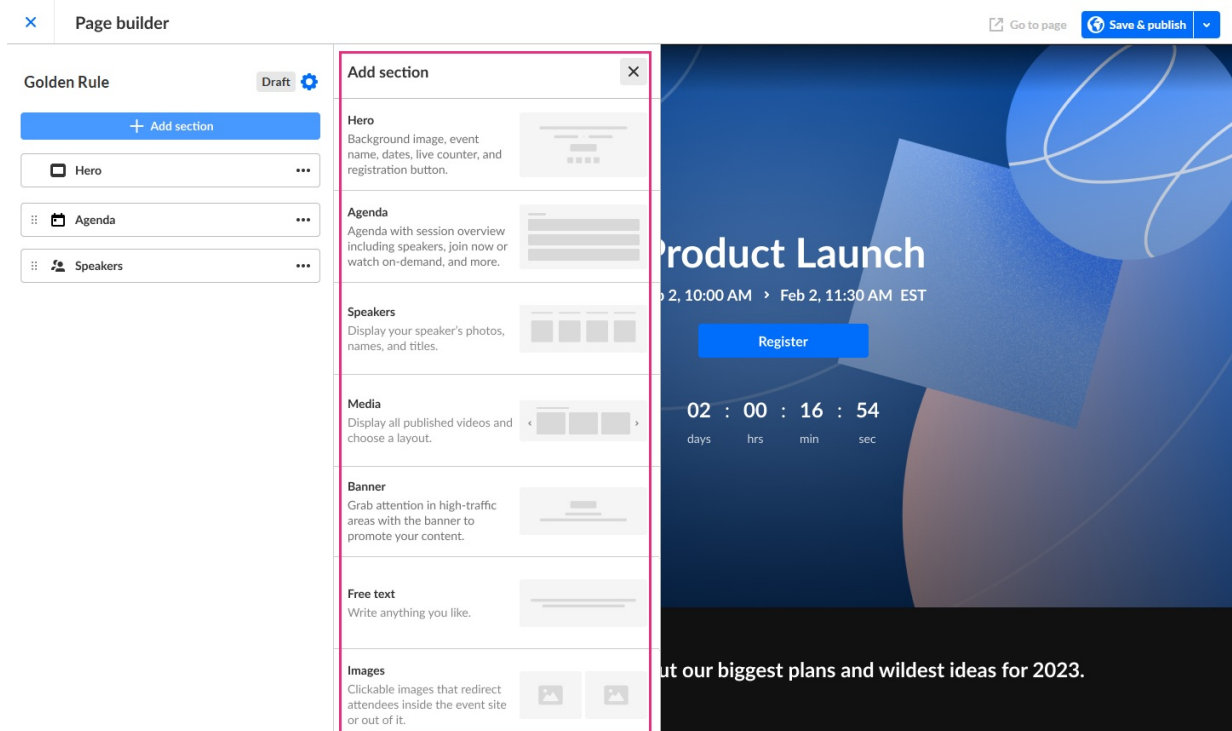 Page builder
Go to page
Save & publish
Golden Rule
Draft
Add section
Hero
Agenda
Speakers
Add section
Hero
Background image, event
name, dates, live counter, and
registration button.
Agenda
Agenda with session overview
including speakers, join now or
watch on-demand, and more.
Speakers
Display your speaker's photos,
names, and titles.
Media
Display all published videos and
choose a layout.
Banner
Grab attention in high-traffic
areas with the banner to
promote your content.
Free text
Write anything you like.
Images
Clickable images that redirect
attendees inside the event site
or out of it.
roduct Launch
2, 10:00 AM > Feb 2, 11:30 AM EST
Register
02 : 00 : 16 : 54
days hrs min sec
ut our biggest plans and wildest ideas for 2023.